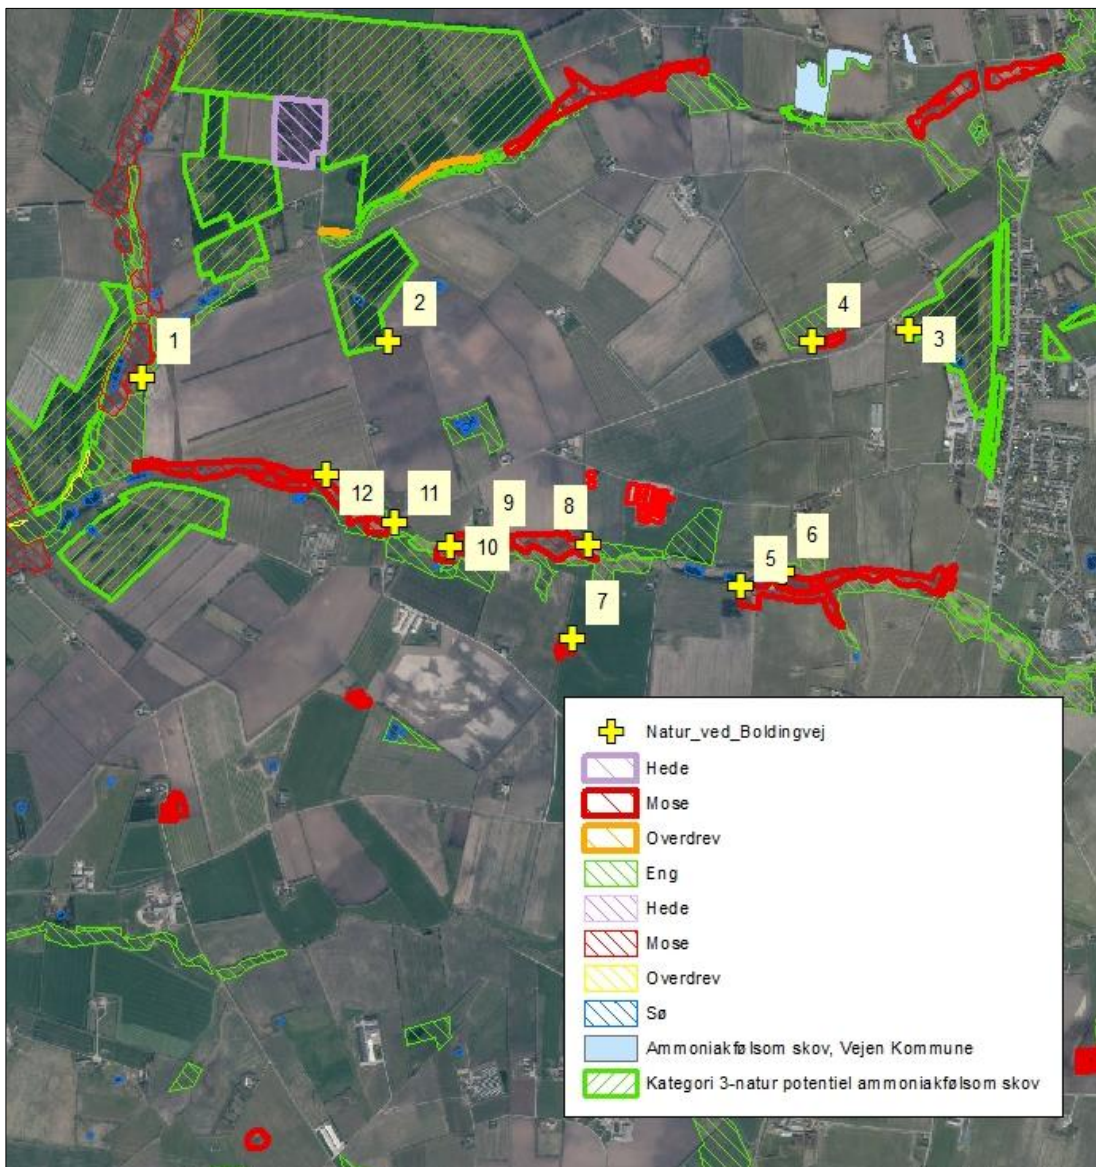 4
2
3
1
9
11
8
12
6
10
5
7
Natur_ved_Boldingvej
Hede
Mose
Overdrev
Eng
Hede
Mose
Overdrev
Sø
Ammoniakfølsom skov, Vejen Kommune
Kategori 3-natur potentiel ammoniakfølsom skov